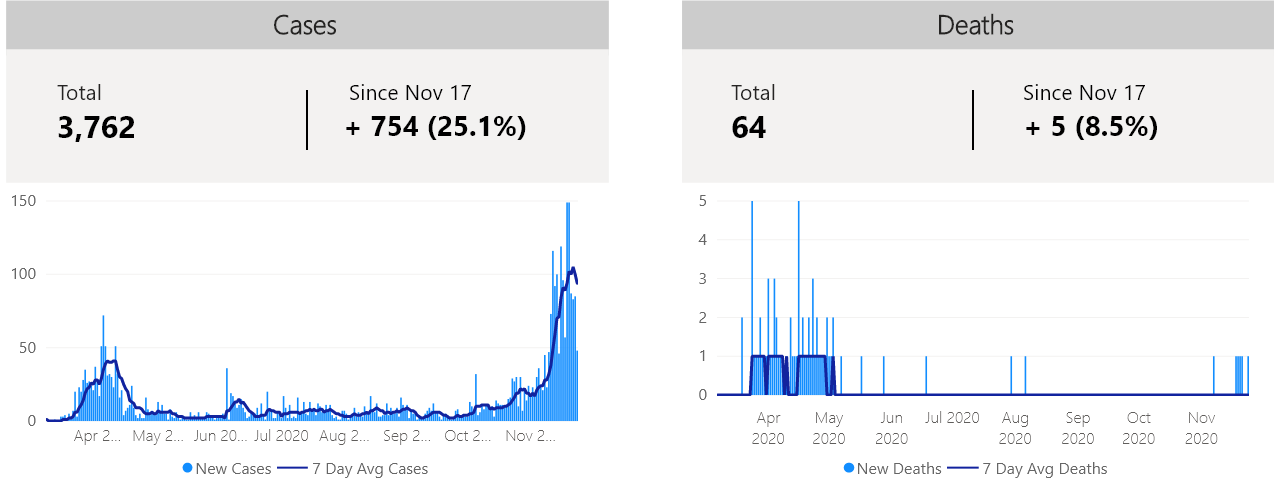 Cases
Total
Since Nov 17
3,762
+ 754 (25.1%)
150
100
50
0
Apr 2... May 2... Jun 20... Jul 2020 Aug 2... Sep 2... Oct 2... Nov 2...
New Cases 7 Day Avg Cases
Deaths
Total
Since Nov 17
64
+ 5 (8.5%)
5
4
3
2
1
0
Apr May Jun Jul 2020 Aug Sep Oct Nov
2020 2020 2020 2020 2020 2020 2020
New Deaths 7 Day Avg Deaths